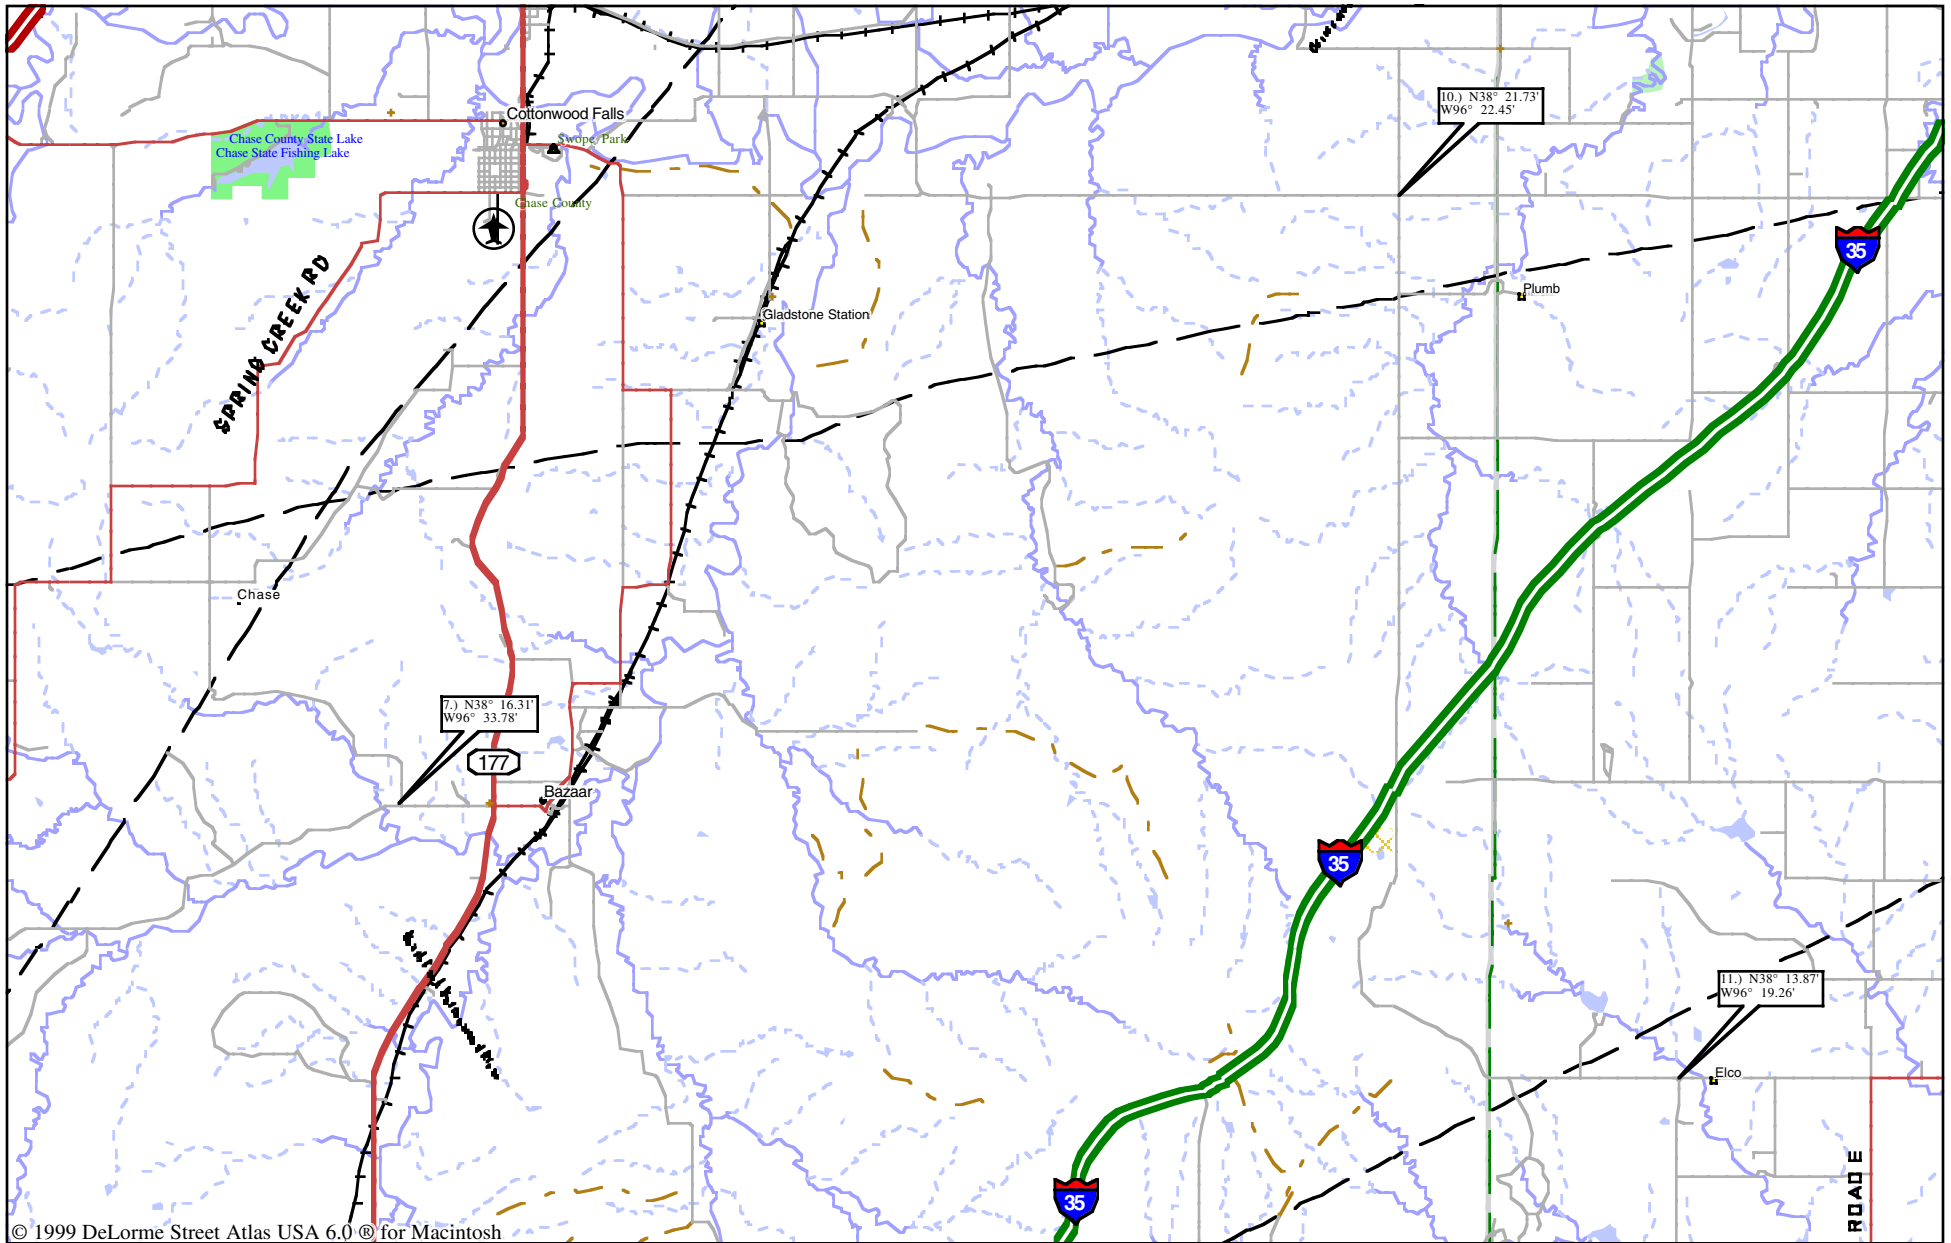 10.) N38° 21.73'
W96° 22.45'
Cottonwood Falls
Swope Park
Chase County State Lake
Chase State Fishing Lake
Chase County
35
SPRING CREEK RD
Plumb
Gladstone Station
Chase
7.) N38° 16.31'
W96° 33.78'
177
Bazaar
35
11.) N38° 13.87'
W96° 19.26'
Elco
ROAD E
35
© 1999 DeLorme Street Atlas USA 6.0 ® for Macintosh